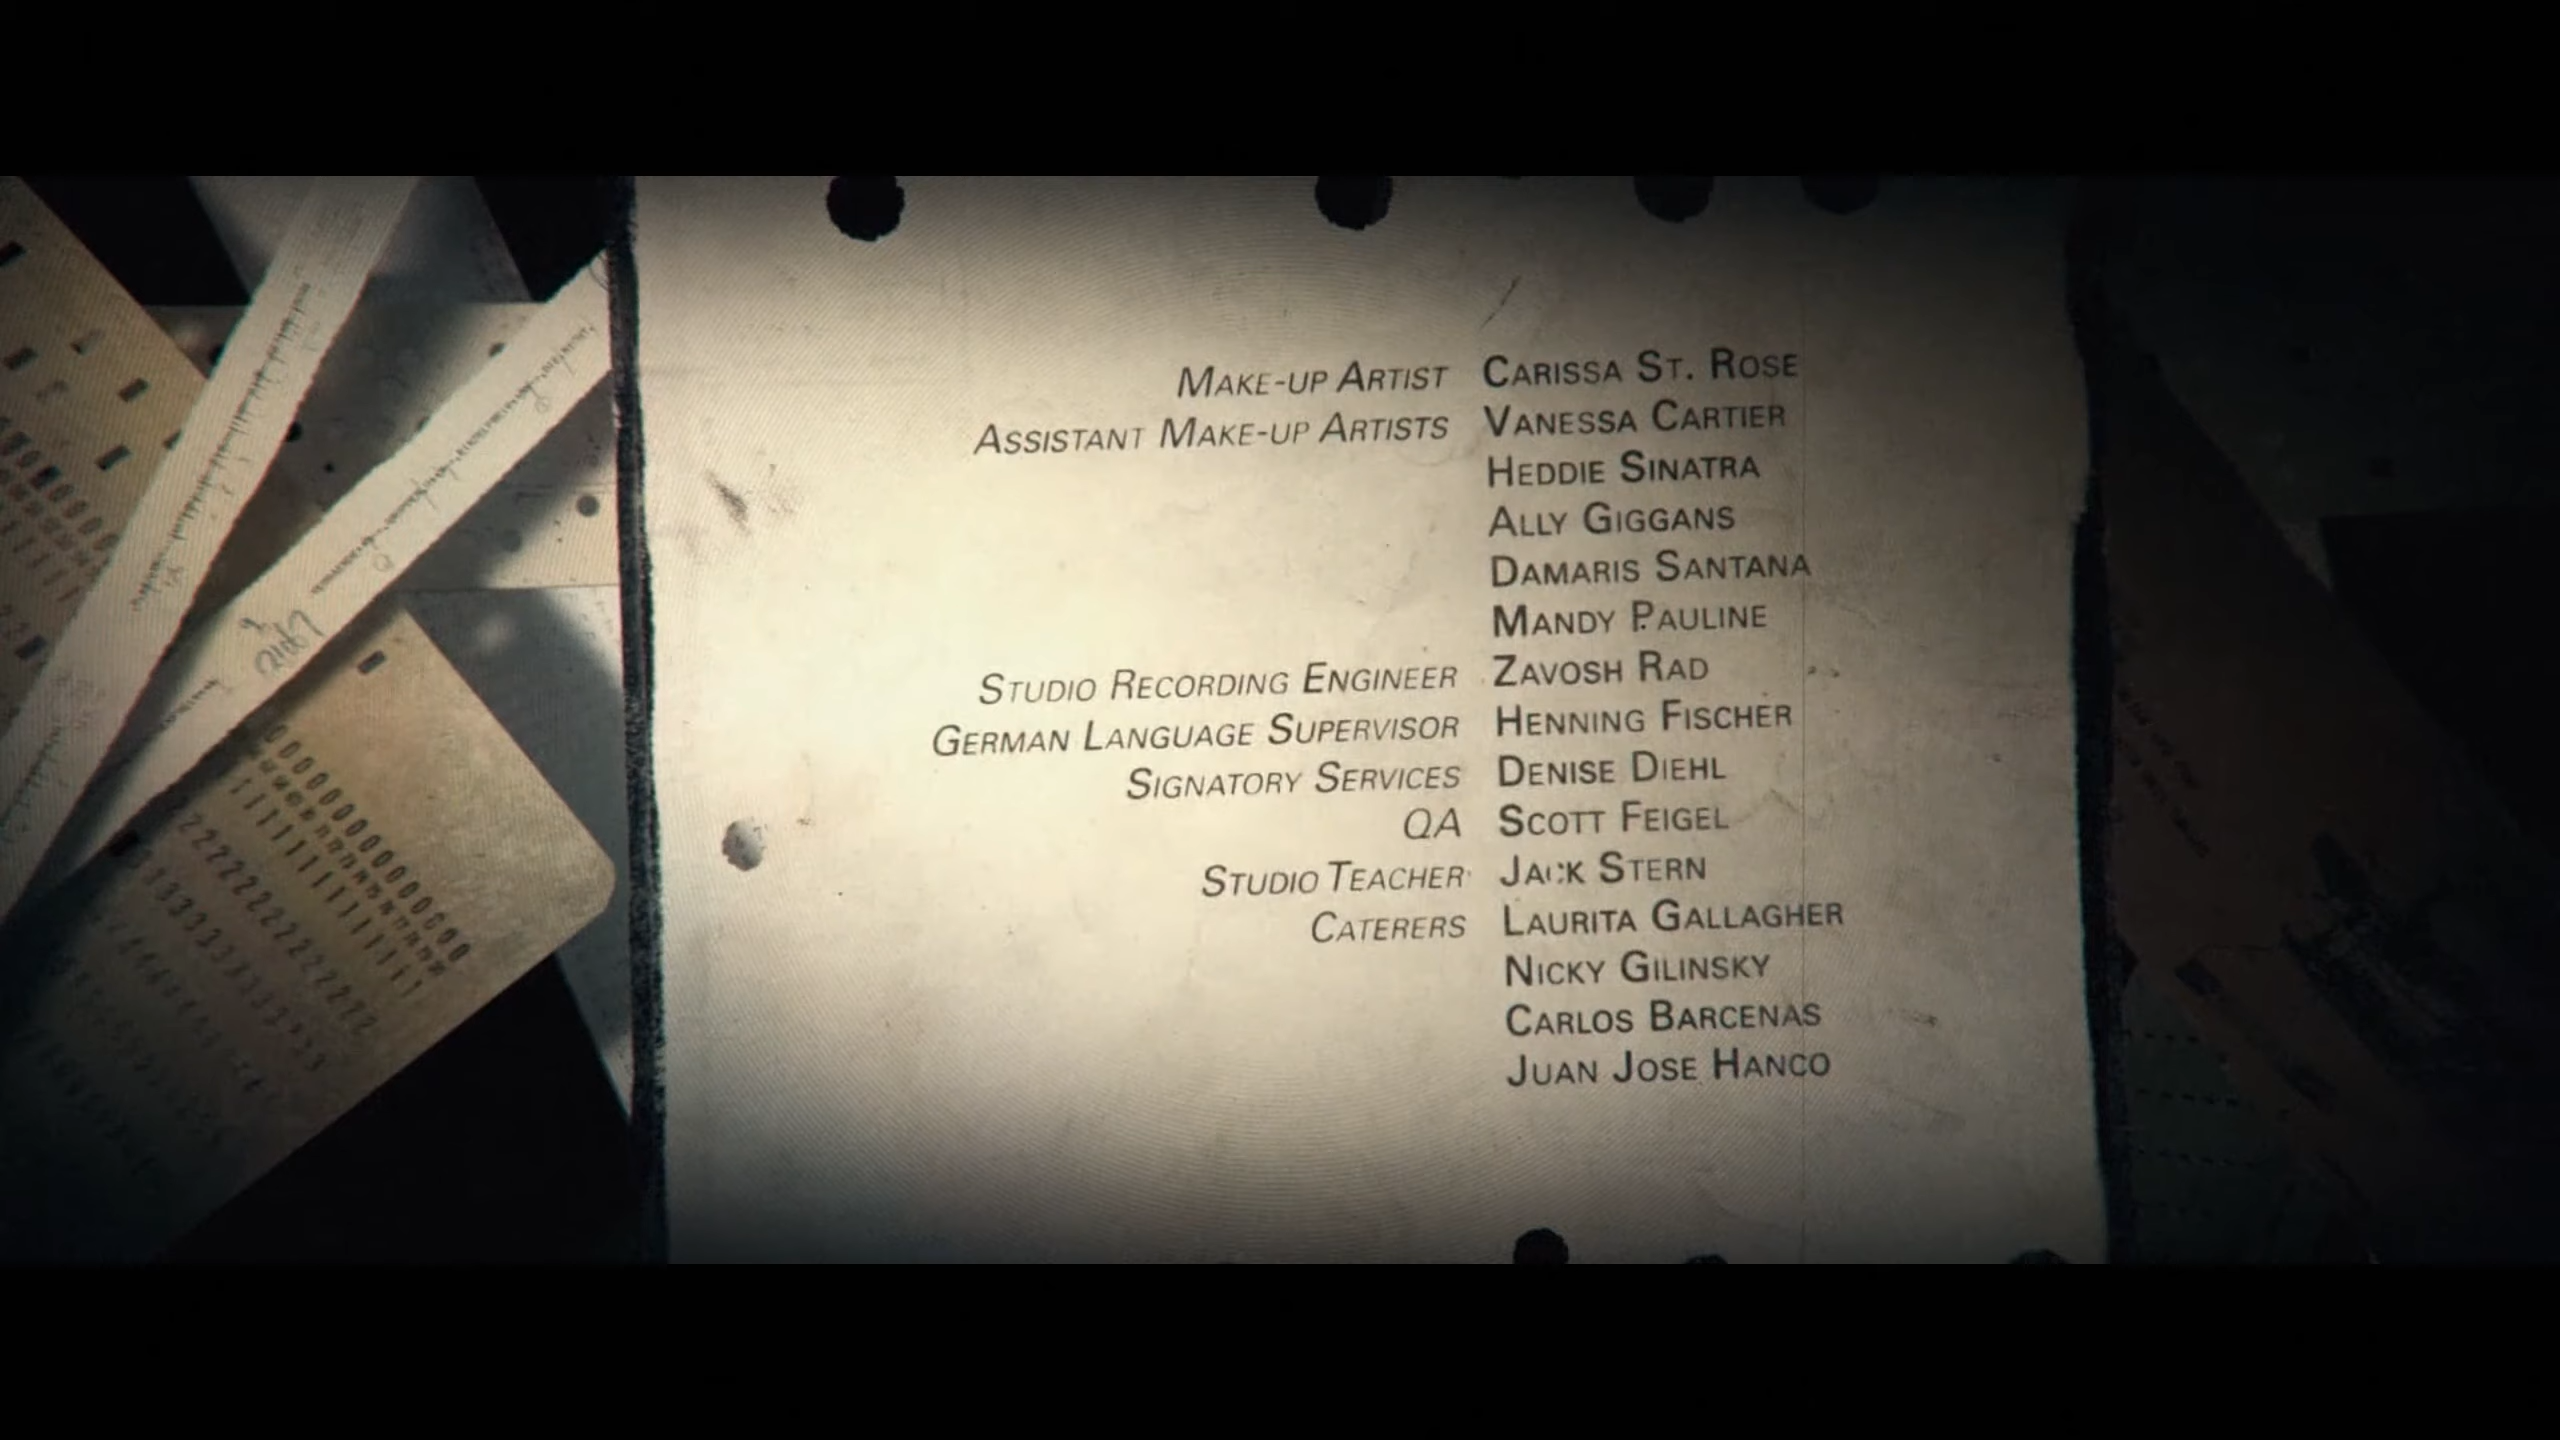 Make-up Artist Carissa St. Rose
Assistant Make-up Artists Vanessa Cartier
Heddie Sinatra
Ally Giggans
Damaris Santana
Mandy Pauline
Studio Recording Engineer Zavosh Rad
German Language Supervisor Henning Fischer
Signatory Services Denise Diehl
QA Scott Feigel
Studio Teacher Jack Stern
Caterers Laurita Gallagher
Nicky Gilinsky
Carlos Barcenas
Juan Jose Hanco